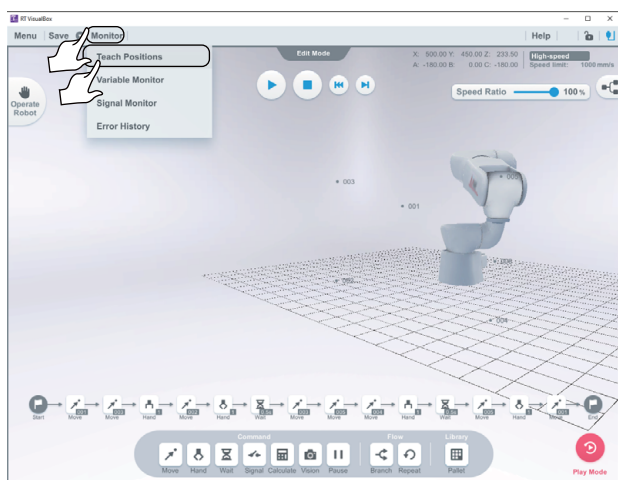 RT VisualBox
Menu Save Monitor Help
Edit Mode
X: 500.00 Y: 450.00 Z: 233.50 High-speed
A: -180.00 B: 0.00 C: -180.00 Speed limit: 1000 mm/s
Teach Positions
Variable Monitor
Signal Monitor
Error History
Operate
Robot
Speed Ratio 100 %
003
001
004
Start Move Move Hand Move Hand Wait Move Move Move Hand Wait Move Hand Move End
Command Flow Library
Move Hand Wait Signal Calculate Vision Pause Branch Repeat Pallet
Play Mode